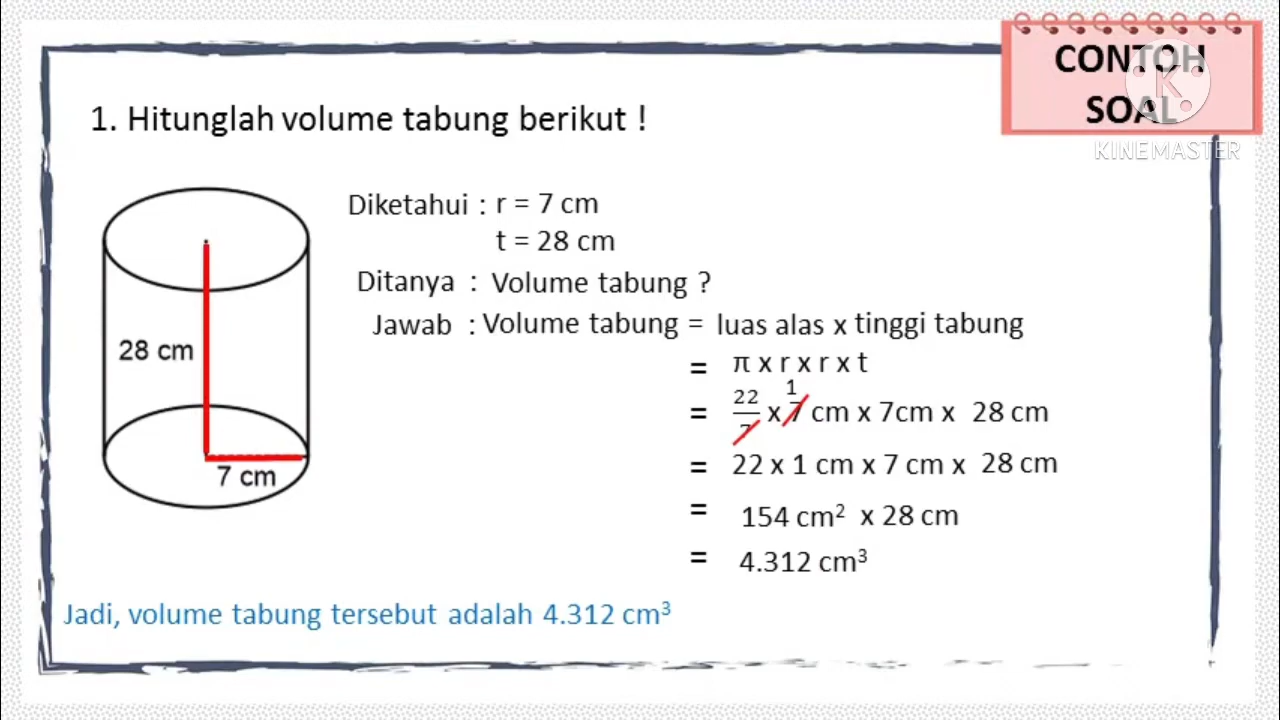 CONTOH
SOAL
KINEMASTER
1. Hitunglah volume tabung berikut !
Diketahui : r = 7 cm
t = 28 cm
Ditanya : Volume tabung ?
Jawab : Volume tabung = luas alas x tinggi tabung
= π x r x r x t
1
= 22/7 x 7 cm x 7cm x 28 cm
= 22 x 1 cm x 7 cm x 28 cm
= 154 cm² x 28 cm
= 4.312 cm³
28 cm
7 cm
Jadi, volume tabung tersebut adalah 4.312 cm³